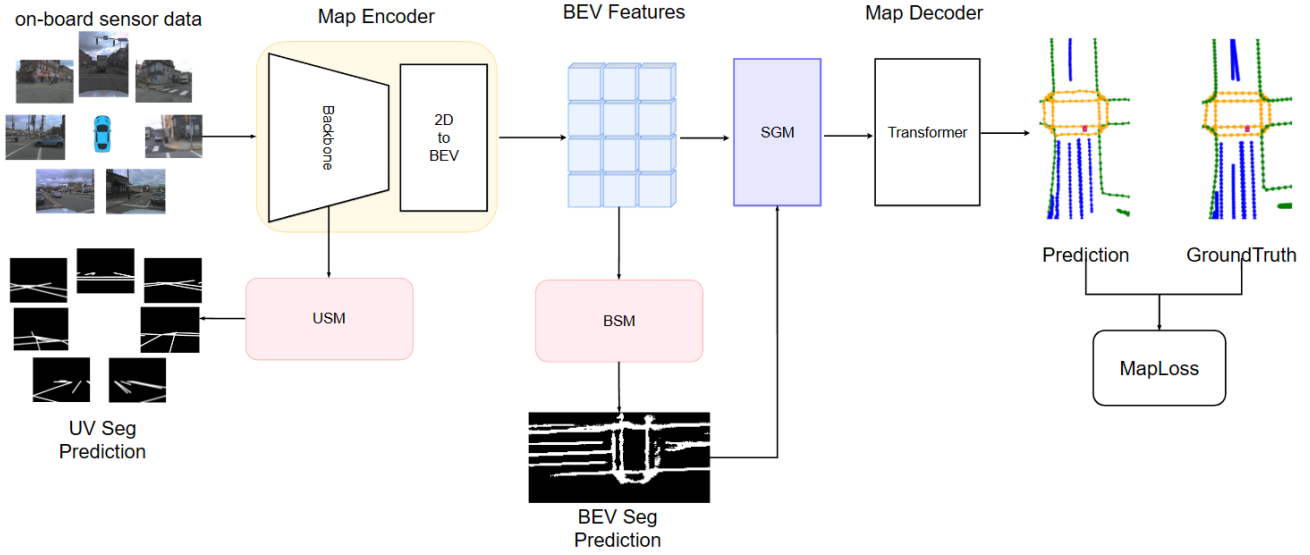 on-board sensor data
Map Encoder
BEV Features
Map Decoder
Backbone
2D
to
BEV
SGM
Transformer
Prediction
GroundTruth
USM
BSM
MapLoss
UV Seg
Prediction
BEV Seg
Prediction